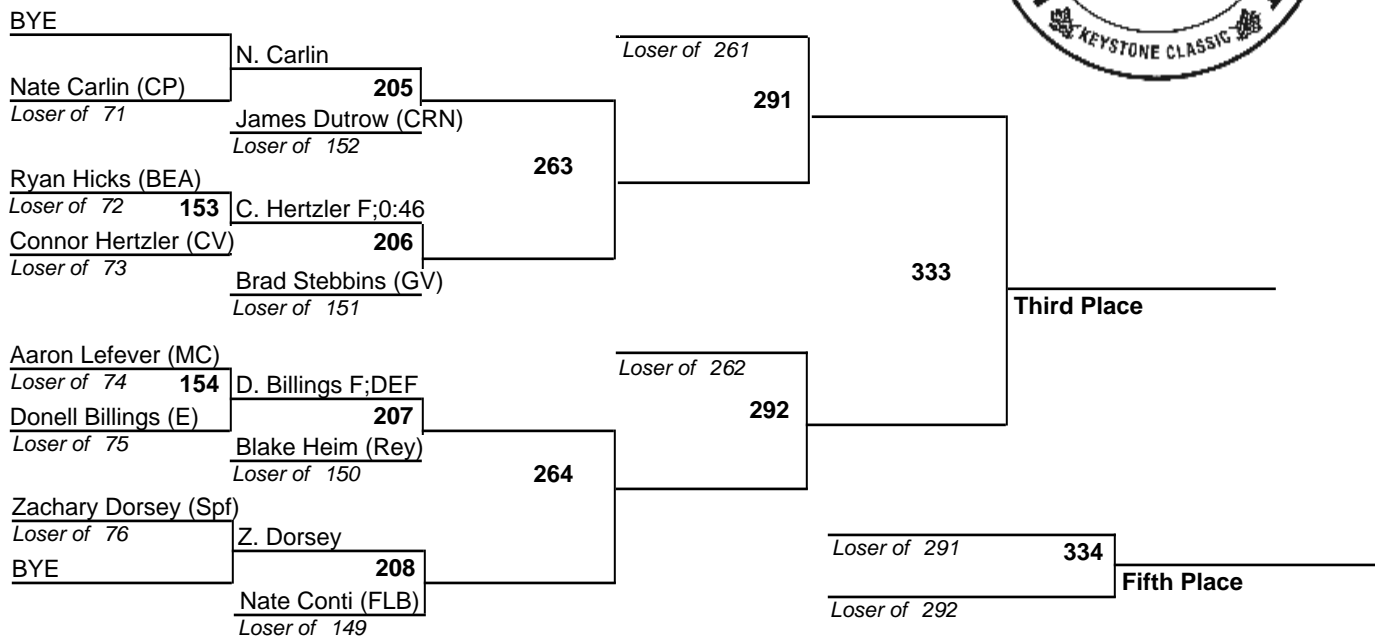 BYE
Nate Carlin (CP)
Loser of 71
N. Carlin
205
James Dutrow (CRN)
Loser of 152
Ryan Hicks (BEA)
Loser of 72
153
Connor Hertzler (CV)
Loser of 73
C. Hertzler F;0:46
206
Brad Stebbins (GV)
Loser of 151
263
Loser of 261
291
Aaron Lefever (MC)
Loser of 74
154
Donell Billings (E)
Loser of 75
D. Billings F;DEF
207
Blake Heim (Rey)
Loser of 150
Zachary Dorsey (Spf)
Loser of 76
BYE
Z. Dorsey
208
Nate Conti (FLB)
Loser of 149
264
Loser of 262
292
333
Third Place
Loser of 291
334
Loser of 292
Fifth Place
KEYSTONE CLASSIC